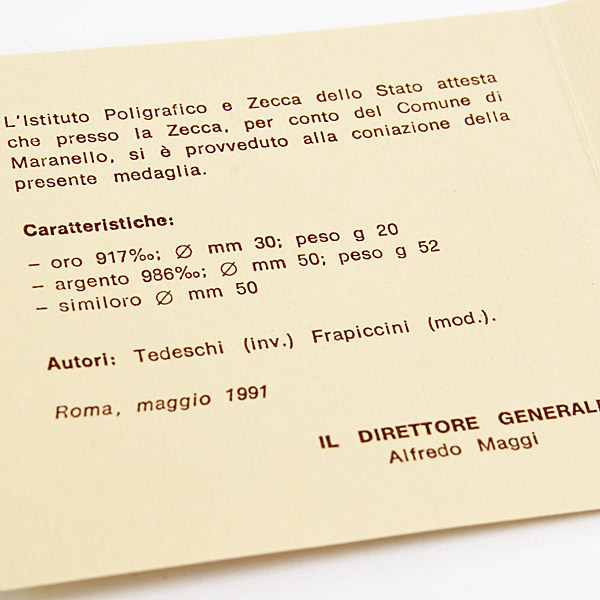 L'Istituto Poligrafico e Zecca dello Stato attesta
che presso la Zecca, per conto del Comune di
Maranello, si è provveduto alla coniazione della
presente medaglia.
Caratteristiche:
– oro 917‰; ∅ mm 30; peso g 20
– argento 986‰; ∅ mm 50; peso g 52
– similoro ∅ mm 50
Autori: Tedeschi (inv.) Frapiccini (mod.).
Roma, maggio 1991
IL DIRETTORE GENERALE
Alfredo Maggi